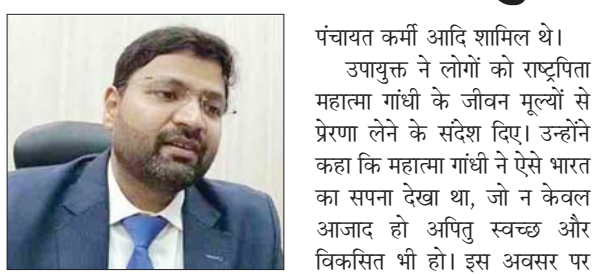 पंचायत कर्मी आदि शामिल थे।
उपायुक्त ने लोगों को राष्ट्रपिता
महात्मा गांधी के जीवन मूल्यों से
प्रेरणा लेने के संदेश दिए। उन्होंने
कहा कि महात्मा गांधी ने ऐसे भारत
का सपना देखा था, जो न केवल
आजाद हो अपितु स्वच्छ और
विकसित भी हो। इस अवसर पर